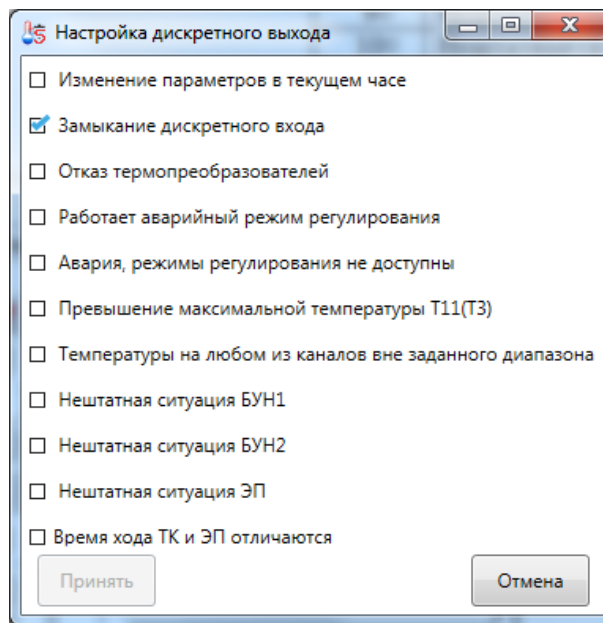 Настройка дискретного выхода
Изменение параметров в текущем часе
Замыкание дискретного входа
Отказ термопреобразователей
Работает аварийный режим регулирования
Авария, режимы регулирования не доступны
Превышение максимальной температуры Т11(Т3)
Температуры на любом из каналов вне заданного диапазона
Нештатная ситуация БУН1
Нештатная ситуация БУН2
Нештатная ситуация ЭП
Время хода ТК и ЭП отличаются
Принять
Отмена